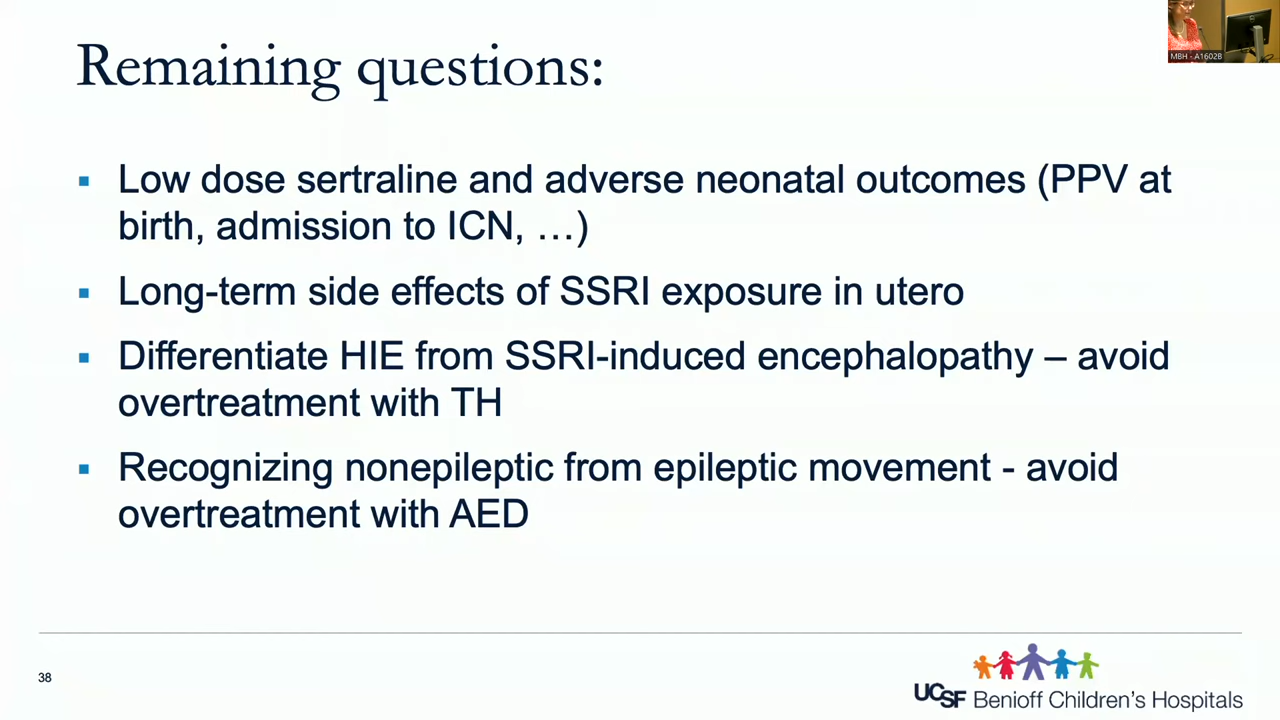 MBH - A1602B
Remaining questions:
▪ Low dose sertraline and adverse neonatal outcomes (PPV at
birth, admission to ICN, …)
▪ Long-term side effects of SSRI exposure in utero
▪ Differentiate HIE from SSRI-induced encephalopathy – avoid
overtreatment with TH
▪ Recognizing nonepileptic from epileptic movement - avoid
overtreatment with AED
38
UCSF Benioff Children's Hospitals